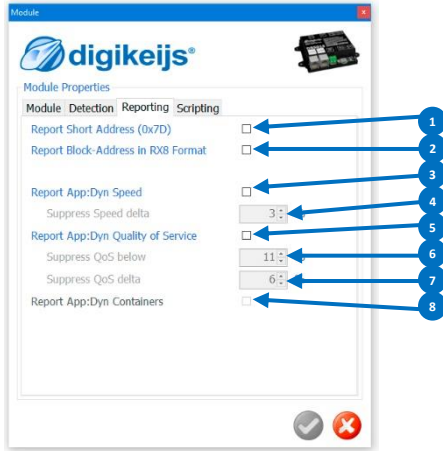 Module
digikeijs®
Module Properties
Module Detection Reporting Scripting
Report Short Address (0x7D) 1
Report Block-Address in RX8 Format 2
Report App:Dyn Speed 3
Suppress Speed delta 3 4
Report App:Dyn Quality of Service 5
Suppress QoS below 11 6
Suppress QoS delta 6 7
Report App:Dyn Containers 8